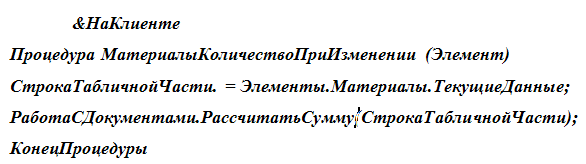 &НаКлиенте
Процедура МатериалыКоличествоПриИзменении (Элемент)
СтрокаТабличнойЧасти. = Элементы.Материалы.ТекущиеДанные;
РаботаСДокументами.РассчитатьСумму(СтрокаТабличнойЧасти);
КонецПроцедуры